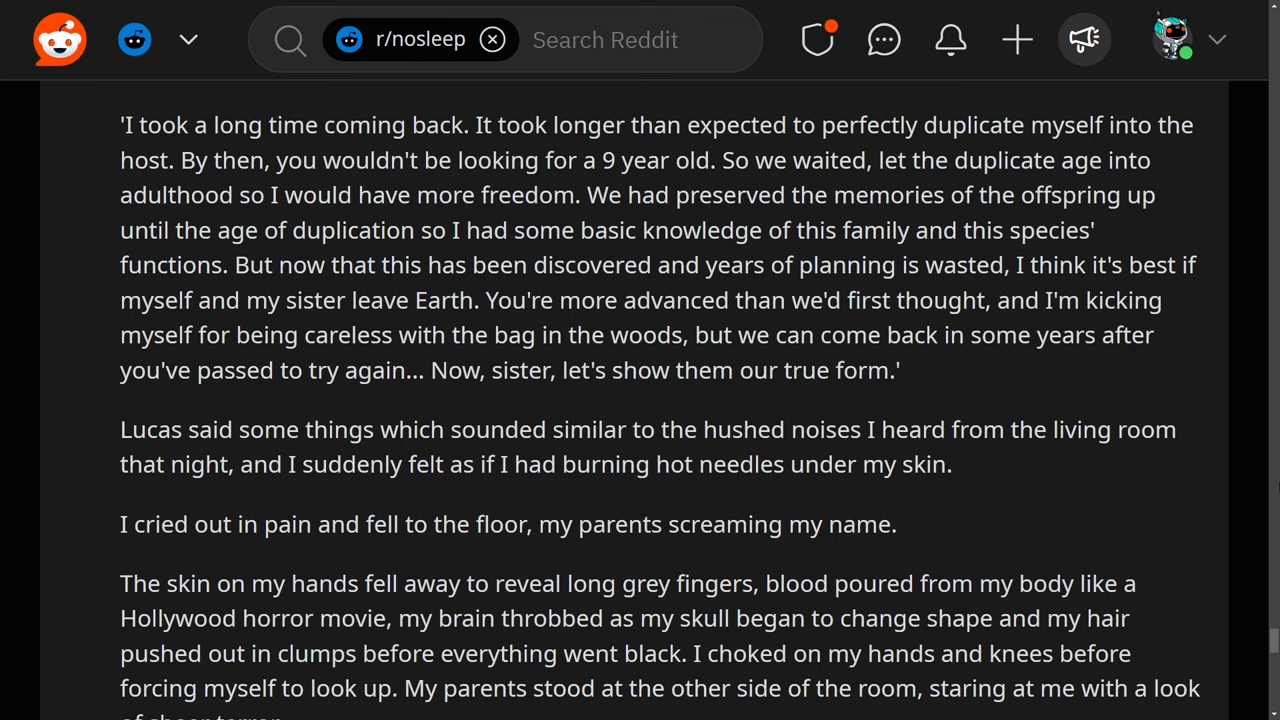 r/nosleep
Search Reddit
'I took a long time coming back. It took longer than expected to perfectly duplicate myself into the
host. By then, you wouldn't be looking for a 9 year old. So we waited, let the duplicate age into
adulthood so I would have more freedom. We had preserved the memories of the offspring up
until the age of duplication so I had some basic knowledge of this family and this species'
functions. But now that this has been discovered and years of planning is wasted, I think it's best if
myself and my sister leave Earth. You're more advanced than we'd first thought, and I'm kicking
myself for being careless with the bag in the woods, but we can come back in some years after
you've passed to try again... Now, sister, let's show them our true form.'
Lucas said some things which sounded similar to the hushed noises I heard from the living room
that night, and I suddenly felt as if I had burning hot needles under my skin.
I cried out in pain and fell to the floor, my parents screaming my name.
The skin on my hands fell away to reveal long grey fingers, blood poured from my body like a
Hollywood horror movie, my brain throbbed as my skull began to change shape and my hair
pushed out in clumps before everything went black. I choked on my hands and knees before
forcing myself to look up. My parents stood at the other side of the room, staring at me with a look
of sheer terror